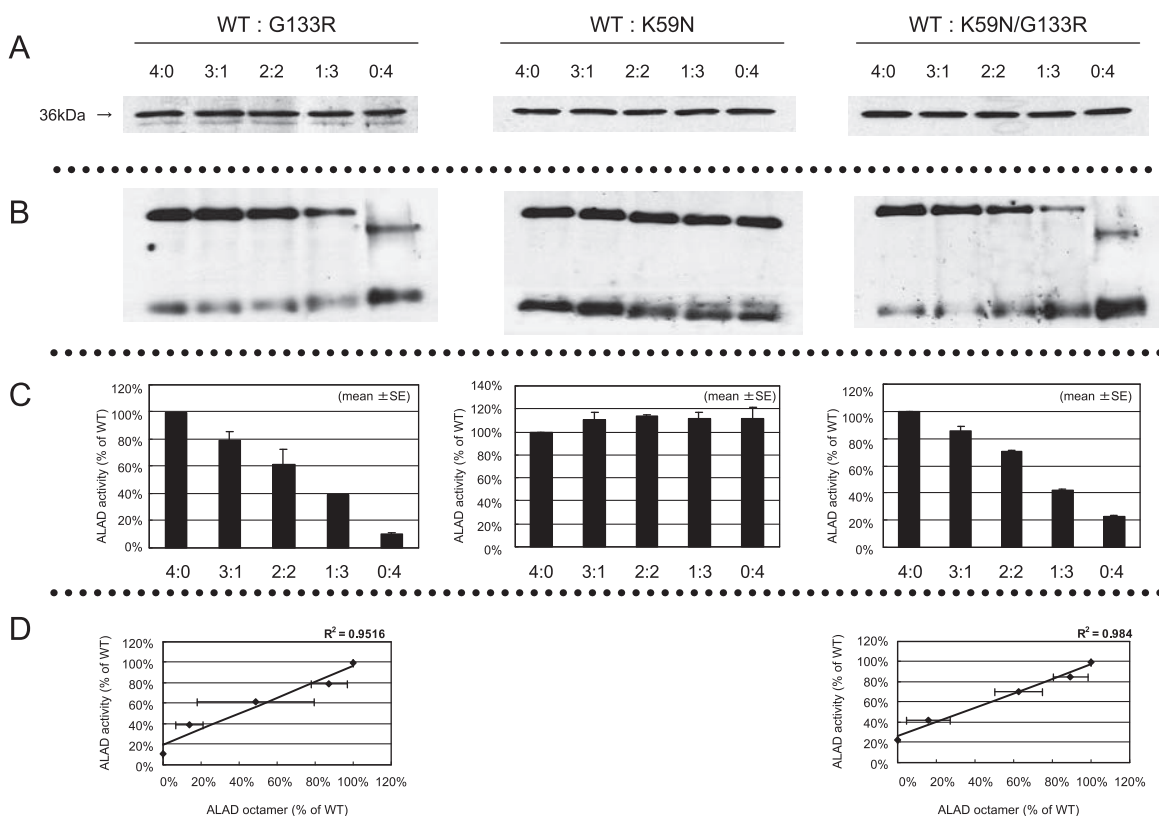 WT : G133R
WT : K59N
WT : K59N/G133R
A
4:0 3:1 2:2 1:3 0:4
4:0 3:1 2:2 1:3 0:4
4:0 3:1 2:2 1:3 0:4
36kDa →
B
C
ALAD activity (% of WT)
120%
100%
80%
60%
40%
20%
0%
(mean ±SE)
4:0 3:1 2:2 1:3 0:4
ALAD activity (% of WT)
140%
120%
100%
80%
60%
40%
20%
0%
(mean ±SE)
4:0 3:1 2:2 1:3 0:4
ALAD activity (% of WT)
120%
100%
80%
60%
40%
20%
0%
(mean ±SE)
4:0 3:1 2:2 1:3 0:4
D
R² = 0.9516
ALAD activity (% of WT)
120%
100%
80%
60%
40%
20%
0%
0% 20% 40% 60% 80% 100% 120%
ALAD octamer (% of WT)
R² = 0.984
ALAD activity (% of WT)
120%
100%
80%
60%
40%
20%
0%
0% 20% 40% 60% 80% 100% 120%
ALAD octamer (% of WT)